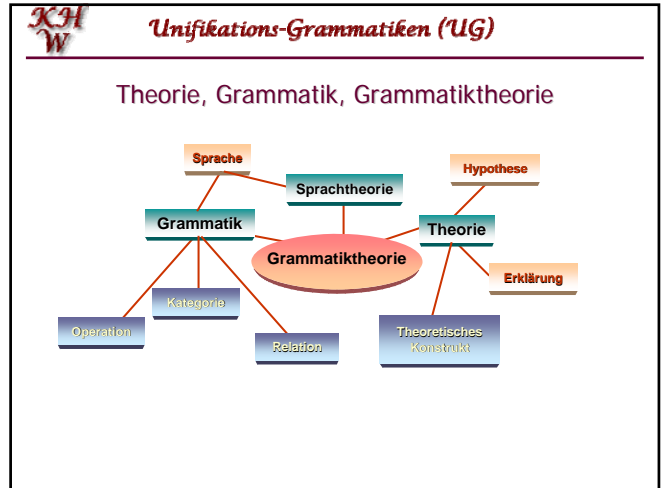 KH
W
Unifikations-Grammatiken (UG)
Theorie, Grammatik, Grammatiktheorie
Sprache
Hypothese
Sprachtheorie
Grammatik
Theorie
Grammatiktheorie
Erklärung
Kategorie
Operation
Theoretisches
Konstrukt
Relation